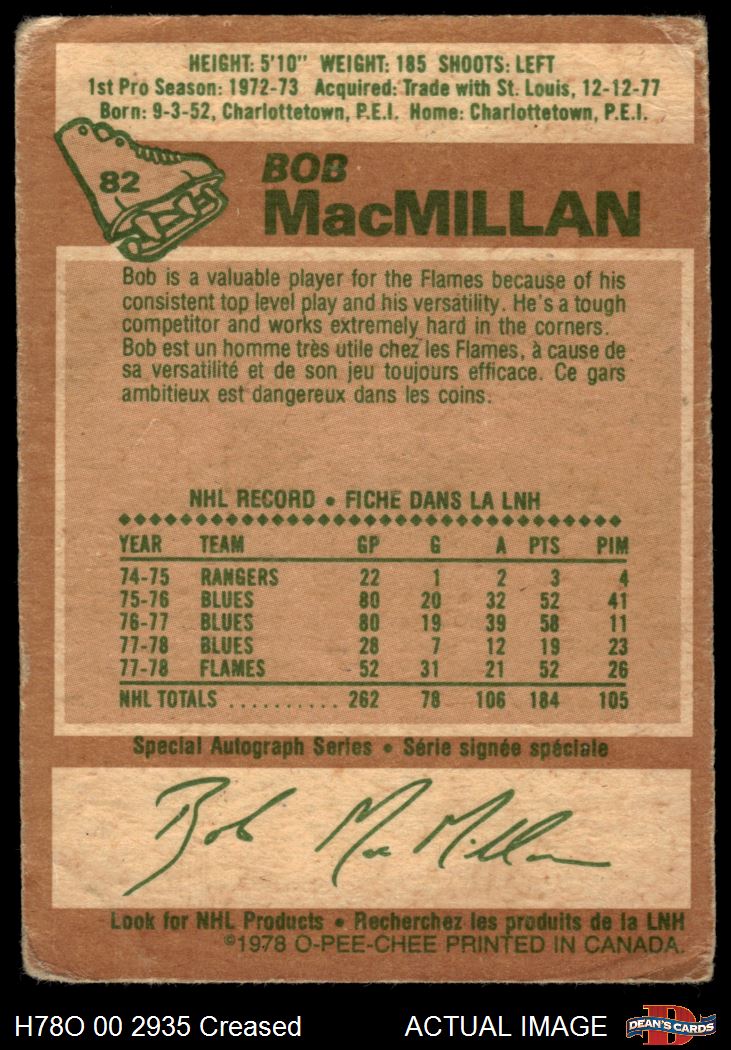 HEIGHT: 5'10" WEIGHT: 185 SHOOTS: LEFT
1st Pro Season: 1972-73 Acquired: Trade with St. Louis, 12-12-77
Born: 9-3-52, Charlottetown, P.E.I. Home: Charlottetown, P.E.I.
82
BOB
MacMILLAN
Bob is a valuable player for the Flames because of his
consistent top level play and his versatility. He's a tough
competitor and works extremely hard in the corners.
Bob est un homme très utile chez les Flames, à cause de
sa versatilité et de son jeu toujours efficace. Ce gars
ambitieux est dangereux dans les coins.
NHL RECORD • FICHE DANS LA LNH
YEAR TEAM GP G A PTS PIM
74-75 RANGERS 22 1 2 3 4
75-76 BLUES 80 20 32 52 41
76-77 BLUES 80 19 39 58 11
77-78 BLUES 28 7 12 19 23
77-78 FLAMES 52 31 21 52 26
NHL TOTALS .......... 262 78 106 184 105
Special Autograph Series • Série signée spéciale
Bob MacMillan
Look for NHL Products • Recherchez les produits de la LNH
©1978 O-PEE-CHEE PRINTED IN CANADA.
H78O 00 2935 Creased ACTUAL IMAGE DEAN'S CARDS